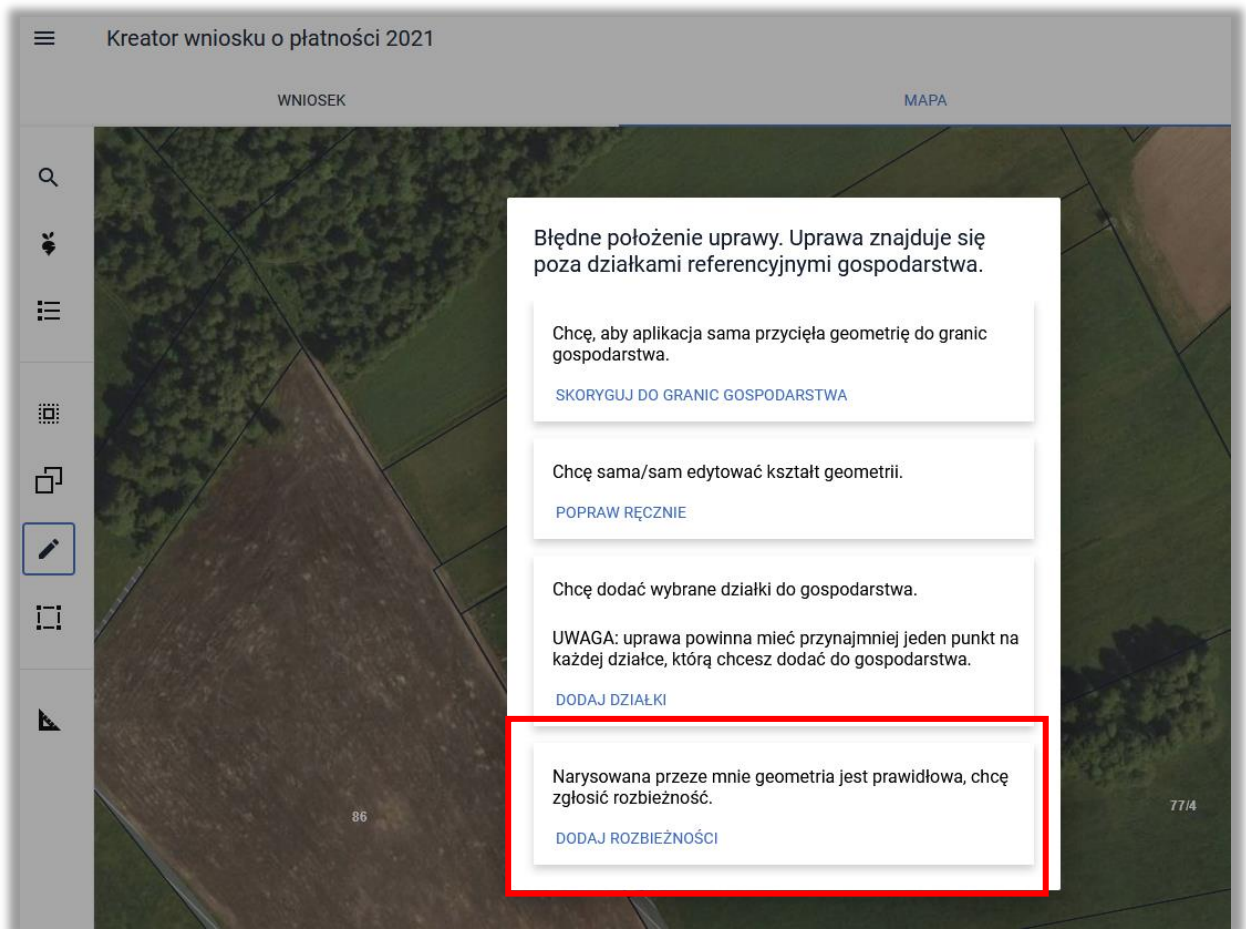 Kreator wniosku o płatności 2021
WNIOSEK
MAPA
Błędne położenie uprawy. Uprawa znajduje się
poza działkami referencyjnymi gospodarstwa.
Chcę, aby aplikacja sama przycięła geometrię do granic
gospodarstwa.
SKORYGUJ DO GRANIC GOSPODARSTWA
Chcę sama/sam edytować kształt geometrii.
POPRAW RĘCZNIE
Chcę dodać wybrane działki do gospodarstwa.
UWAGA: uprawa powinna mieć przynajmniej jeden punkt na
każdej działce, którą chcesz dodać do gospodarstwa.
DODAJ DZIAŁKI
Narysowana przeze mnie geometria jest prawidłowa, chcę
zgłosić rozbieżność.
DODAJ ROZBIEŻNOŚCI
86
77/4